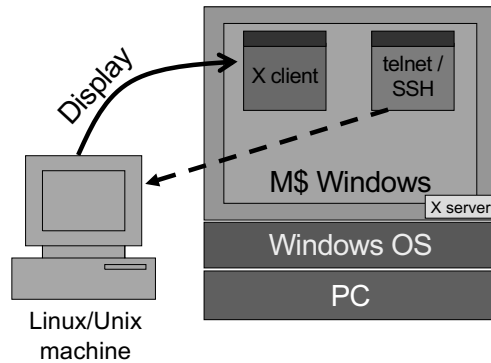 Display
X client
telnet /
SSH
M$ Windows
X server
Windows OS
PC
Linux/Unix
machine